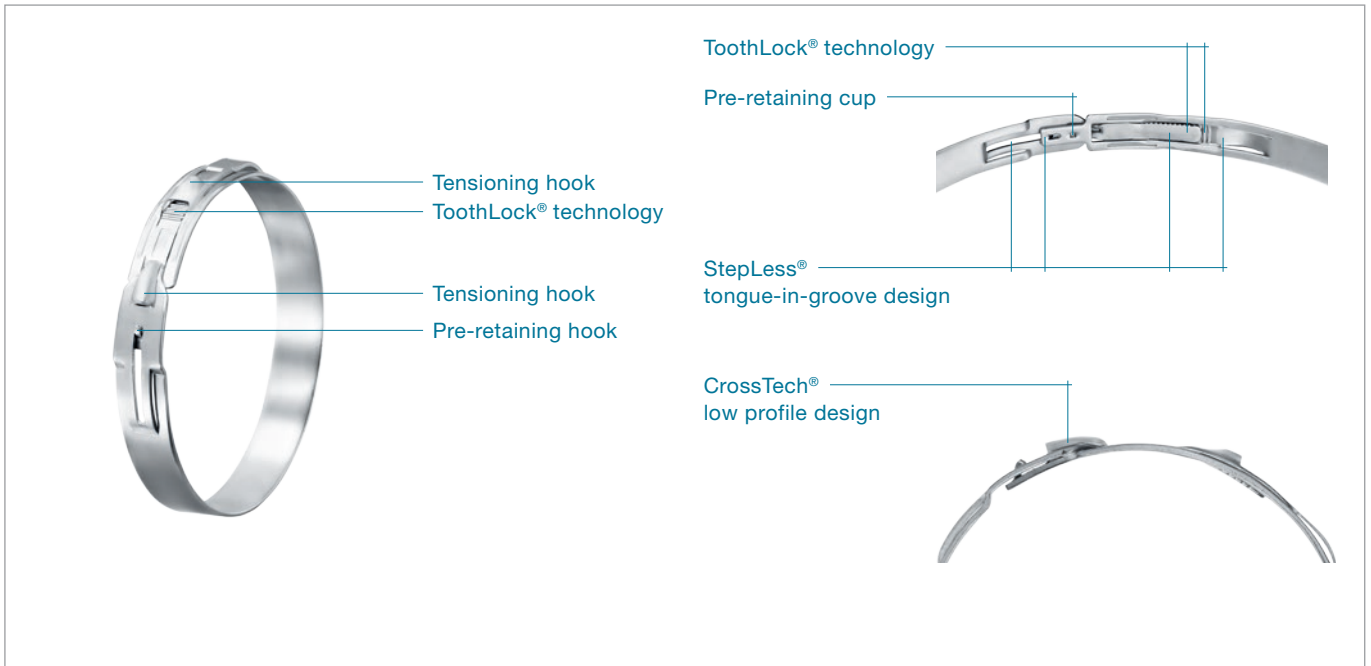 Tensioning hook
ToothLock® technology
Tensioning hook
Pre-retaining hook
ToothLock® technology
Pre-retaining cup
StepLess®
tongue-in-groove design
CrossTech®
low profile design